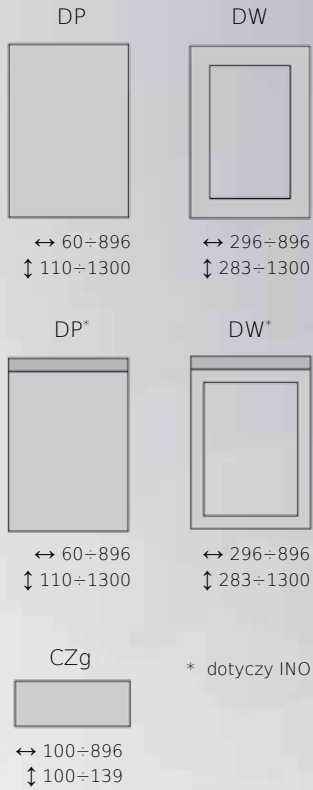 DP DW
↔ 60÷896 ↔ 296÷896
↕ 110÷1300 ↕ 283÷1300
DP* DW*
↔ 60÷896 ↔ 296÷896
↕ 110÷1300 ↕ 283÷1300
CZg
* dotyczy INO
↔ 100÷896
↕ 100÷139